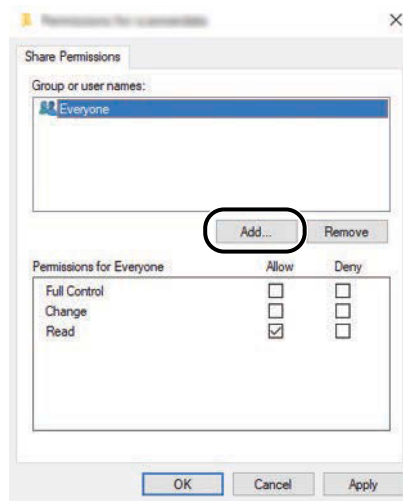 Share Permissions
Group or user names:
Everyone
Add... Remove
Permissions for Everyone Allow Deny
Full Control
Change
Read
OK Cancel Apply